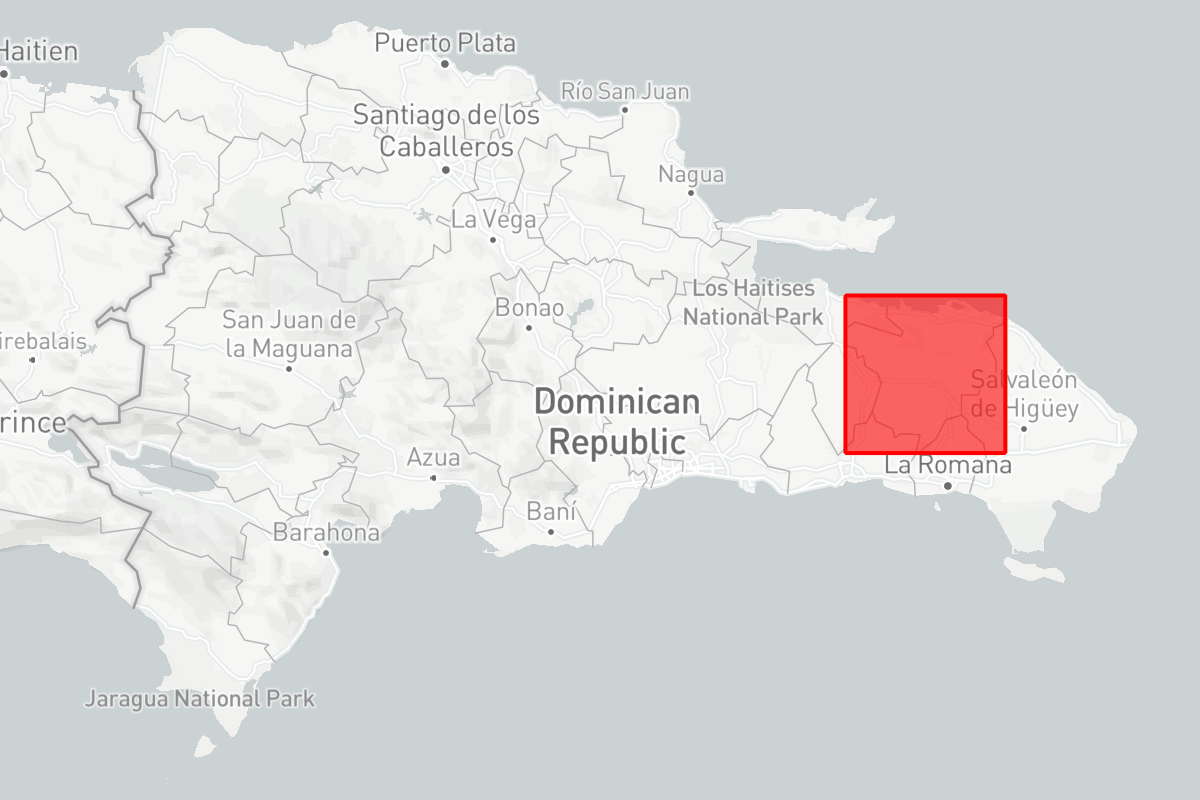 Puerto Plata
Haitien
Río San Juan
Santiago de los
Caballeros
Nagua
La Vega
Los Haitises
National Park
Bonao
San Juan de
la Maguana
irebalais
Salvaleón
de Higüey
Dominican
Republic
rince
Azua
La Romana
Baní
Barahona
Jaragua National Park